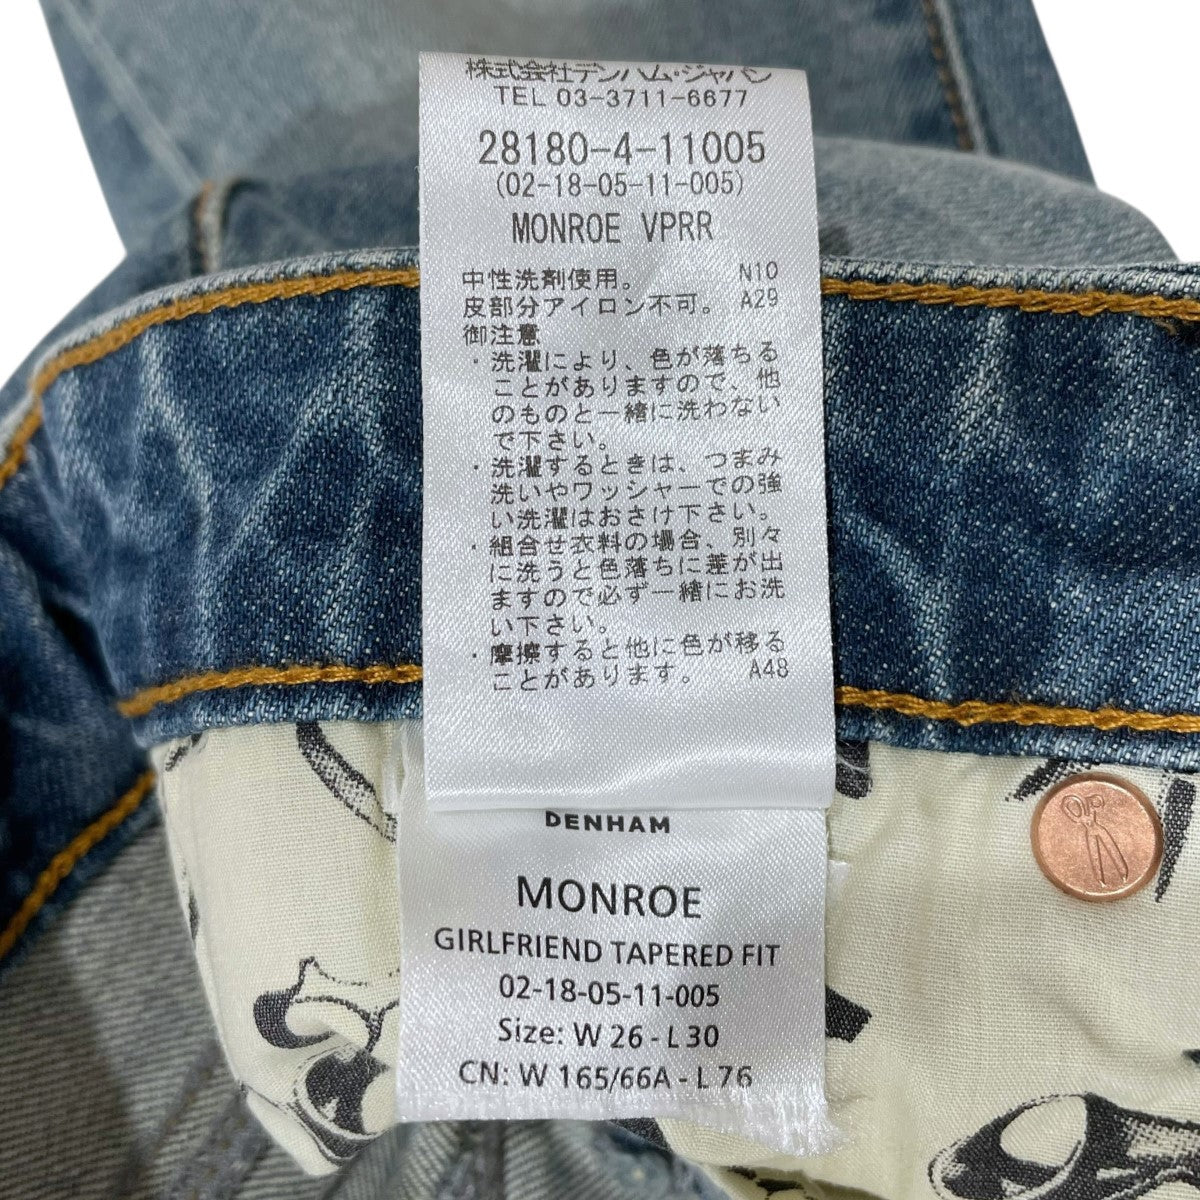 株式会社デンハム・ジャパン
TEL 03-3711-6677
28180-4-11005
(02-18-05-11-005)
MONROE VPRR
中性洗剤使用。 N10
皮部分アイロン不可。 A29
御注意
・洗濯により、色が落ちる
ことがありますので、他
のものと一緒に洗わない
で下さい。
・洗濯するときは、つまみ
洗いやワッシャーでの強
い洗濯はおさけ下さい。
・組合せ衣料の場合、別々
に洗うと色落ちに差が出
ますので必ず一緒にお洗
い下さい。
・摩擦すると他に色が移る
ことがあります。 A48
DENHAM
MONROE
GIRLFRIEND TAPERED FIT
02-18-05-11-005
Size: W 26 - L 30
CN: W 165/66A - L 76